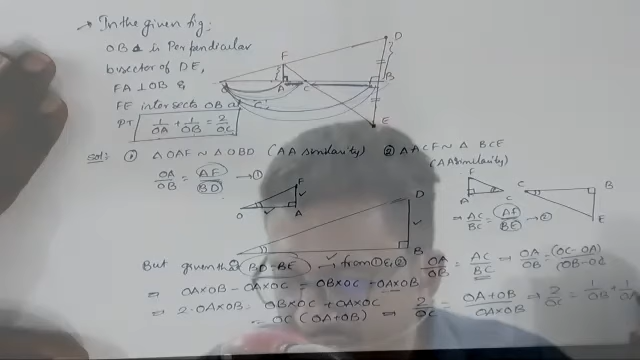 → In the given fig:
OB is Perpendicular
bisector of DE,
FA ⊥ OB &
FE intersects OB at 'C',
PT 1/OA + 1/OB = 2/OC
D
F
O A C B
E
Sol: ① △OAF ~ △OBD (AA similarity) ② △ACF ~ △BCE
(AA similarity)
OA/OB = AF/BD → ①
F
O A
D
B
F
A C
C B
E
⇒ AC/BC = AF/BE → ②
But given that BD=BE → from ① & ② OA/OB = AC/BC ⇒ OA/OB = (OC-OA)/(OB-OC)
⇒ OA×OB - OA×OC = OB×OC - OA×OB
⇒ 2·OA×OB = OB×OC + OA×OC
= OC (OA+OB) ⇒ 2/OC = OA+OB/OA×OB ⇒ 2/OC = 1/OB + 1/OA